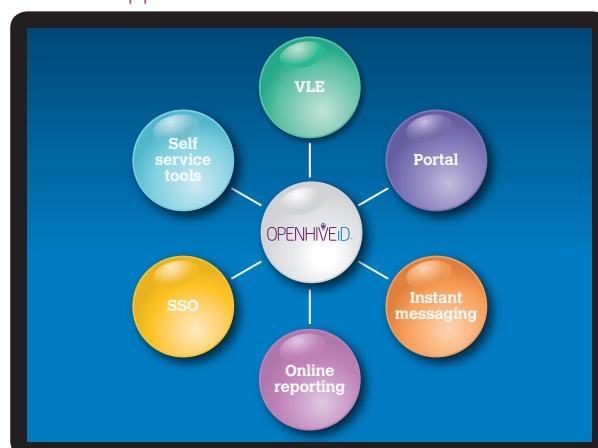 VLE
Self
service
tools
Portal
OPENHIVEiD
SSO
Instant
messaging
Online
reporting